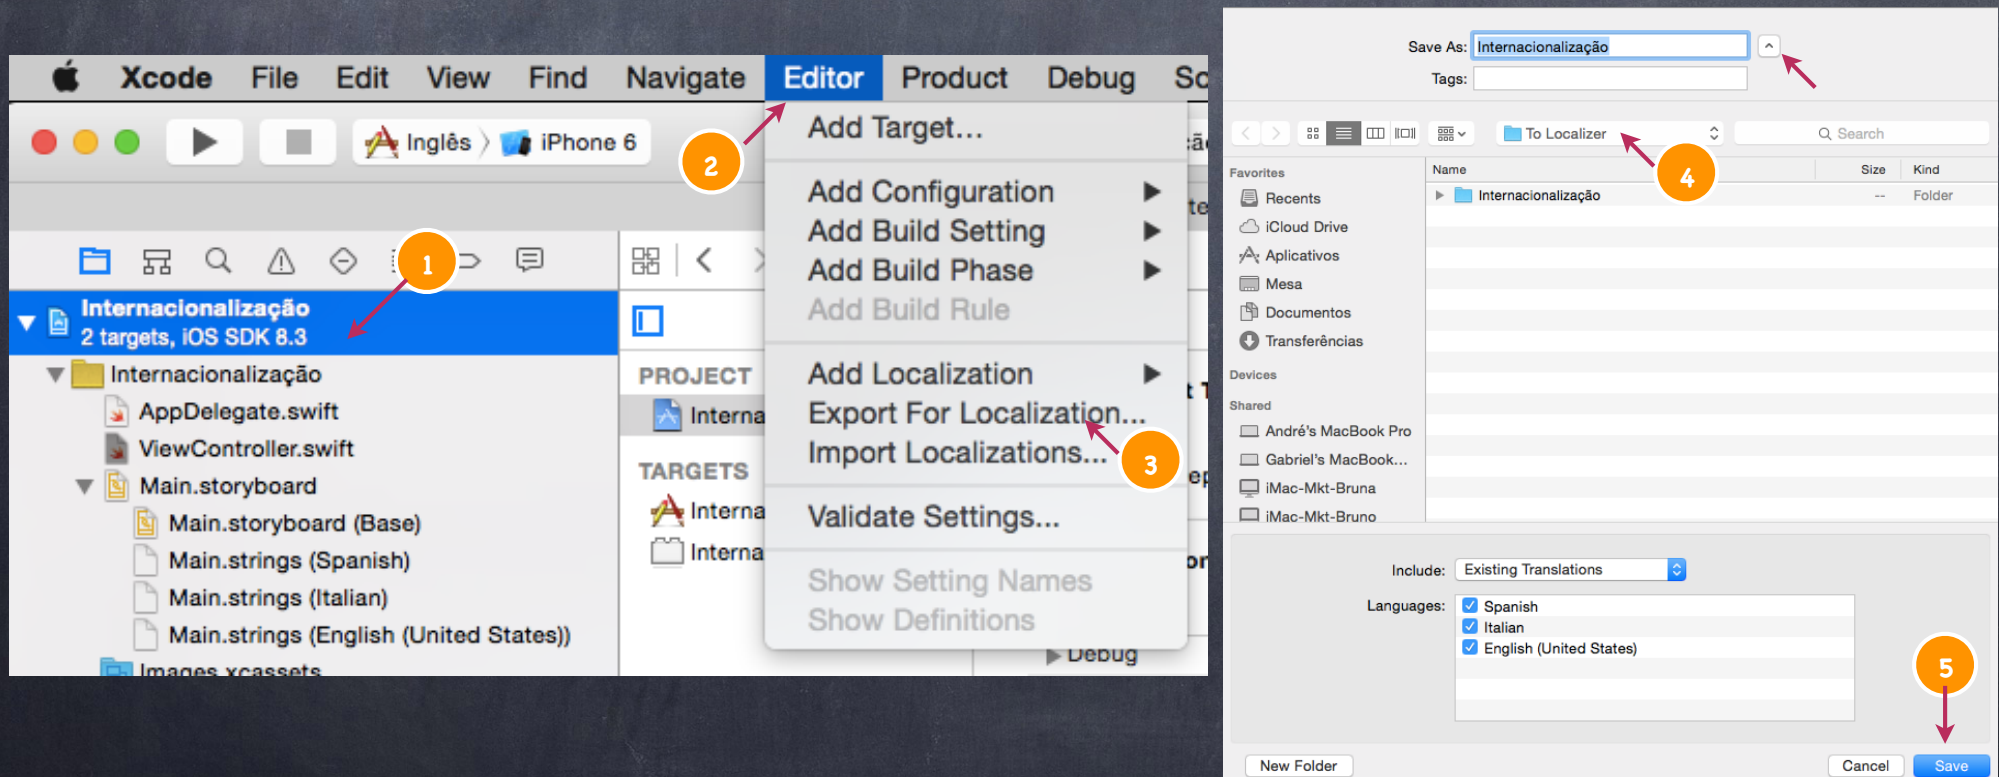 Xcode File Edit View Find Navigate Editor Product Debug
Inglês iPhone 6
2
1
Internacionalização
2 targets, iOS SDK 8.3
Internacionalização
AppDelegate.swift
ViewController.swift
Main.storyboard
Main.storyboard (Base)
Main.strings (Spanish)
Main.strings (Italian)
Main.strings (English (United States))
Images.xcassets
PROJECT
Interna
TARGETS
Interna
Interna
Add Target...
Add Configuration
Add Build Setting
Add Build Phase
Add Build Rule
Add Localization
Export For Localization...
Import Localizations...
3
Validate Settings...
Show Setting Names
Show Definitions
Debug
Save As: Internacionalização
Tags:
To Localizer
Search
4
Favorites
Recents
iCloud Drive
Aplicativos
Mesa
Documentos
Transferências
Devices
Shared
André's MacBook Pro
Gabriel's MacBook...
iMac-Mkt-Bruna
iMac-Mkt-Bruno
Name Size Kind
Internacionalização -- Folder
Include: Existing Translations
Languages:
Spanish
Italian
English (United States)
5
New Folder Cancel Save